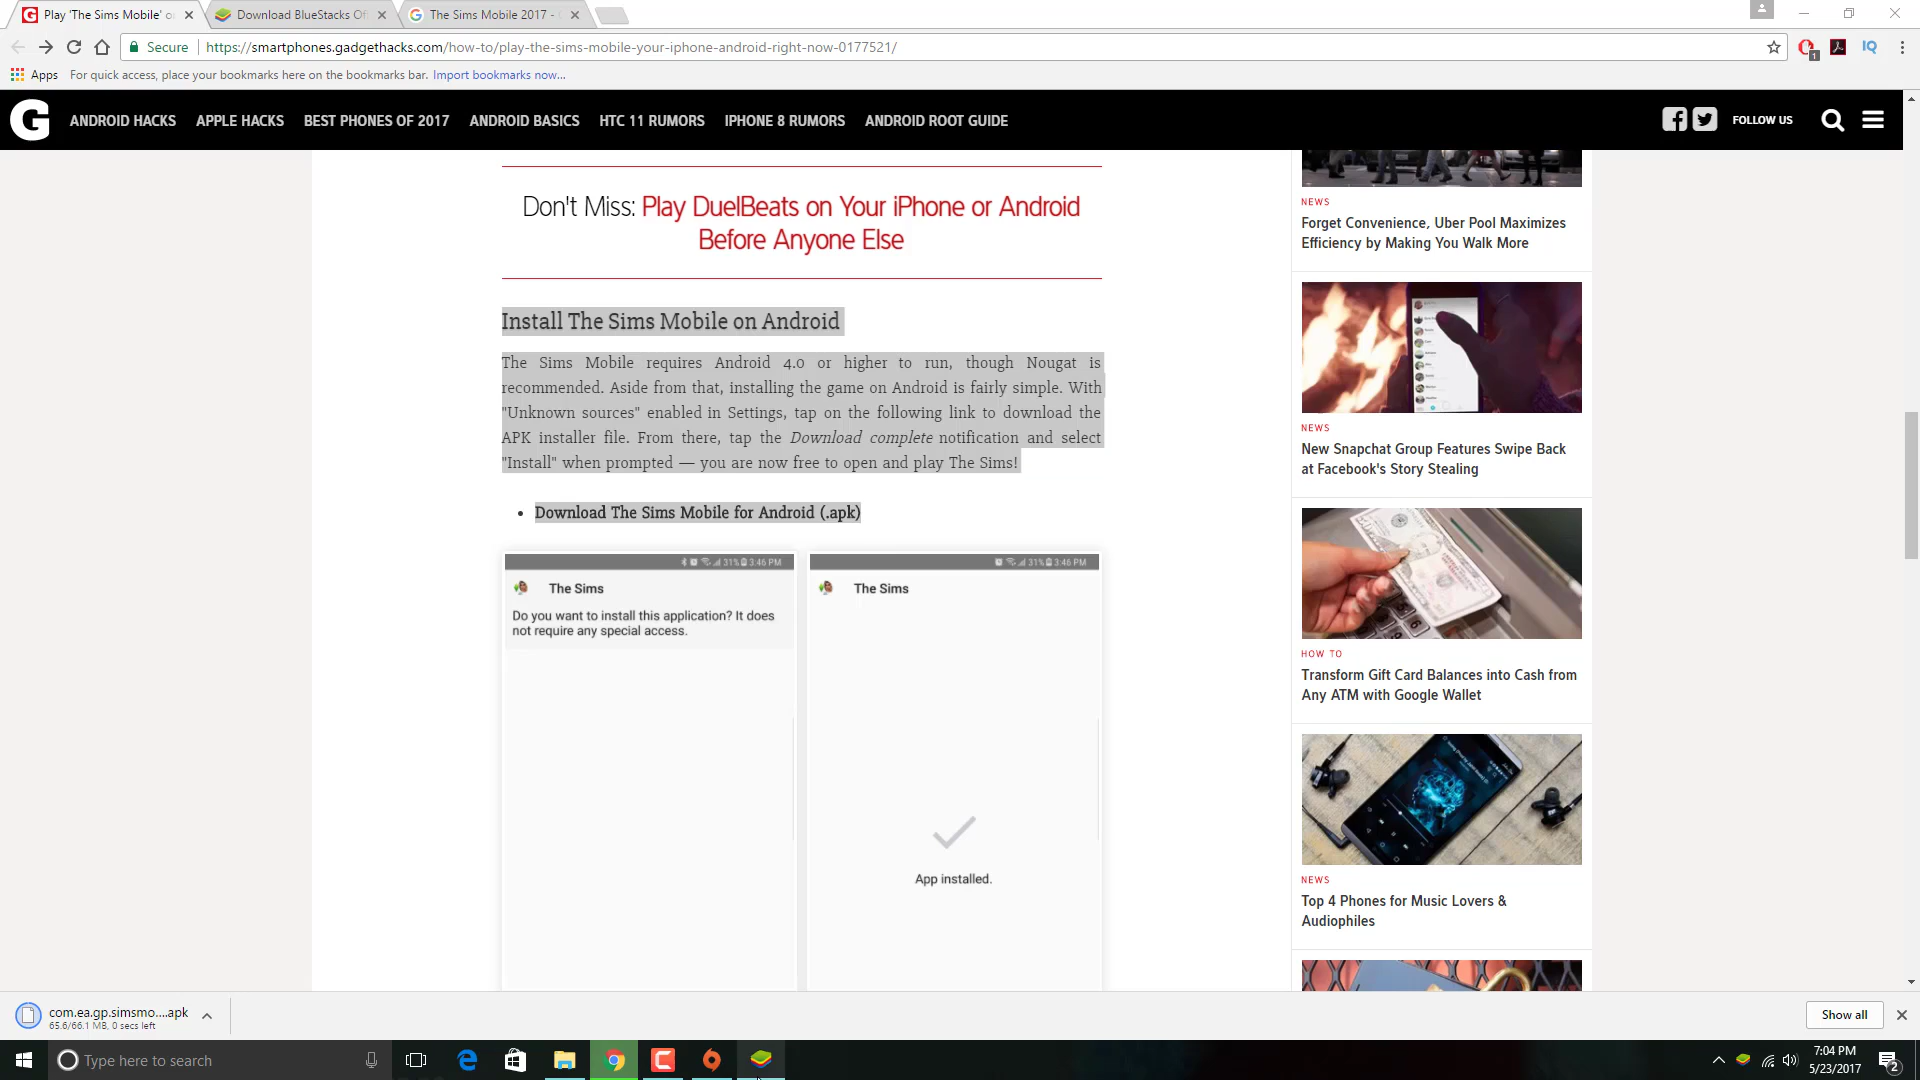 Play 'The Sims Mobile' o
Download BlueStacks Off
The Sims Mobile 2017 -
Secure
https://smartphones.gadgethacks.com/how-to/play-the-sims-mobile-your-iphone-android-right-now-0177521/
1
IQ
Apps
For quick access, place your bookmarks here on the bookmarks bar. Import bookmarks now...
G
ANDROID HACKS
APPLE HACKS
BEST PHONES OF 2017
ANDROID BASICS
HTC 11 RUMORS
IPHONE 8 RUMORS
ANDROID ROOT GUIDE
FOLLOW US
Don't Miss: Play DuelBeats on Your iPhone or Android
Before Anyone Else
Install The Sims Mobile on Android
The Sims Mobile requires Android 4.0 or higher to run, though Nougat is
recommended. Aside from that, installing the game on Android is fairly simple. With
"Unknown sources" enabled in Settings, tap on the following link to download the
APK installer file. From there, tap the Download complete notification and select
"Install" when prompted — you are now free to open and play The Sims!
• Download The Sims Mobile for Android (.apk)
31% 3:46 PM
The Sims
Do you want to install this application? It does
not require any special access.
31% 3:46 PM
The Sims
App installed.
NEWS
Forget Convenience, Uber Pool Maximizes
Efficiency by Making You Walk More
NEWS
New Snapchat Group Features Swipe Back
at Facebook's Story Stealing
HOW TO
Transform Gift Card Balances into Cash from
Any ATM with Google Wallet
NEWS
Top 4 Phones for Music Lovers &
Audiophiles
com.ea.gp.simsmo....apk
65.6/66.1 MB, 0 secs left
Show all
Type here to search
7:04 PM
5/23/2017
2